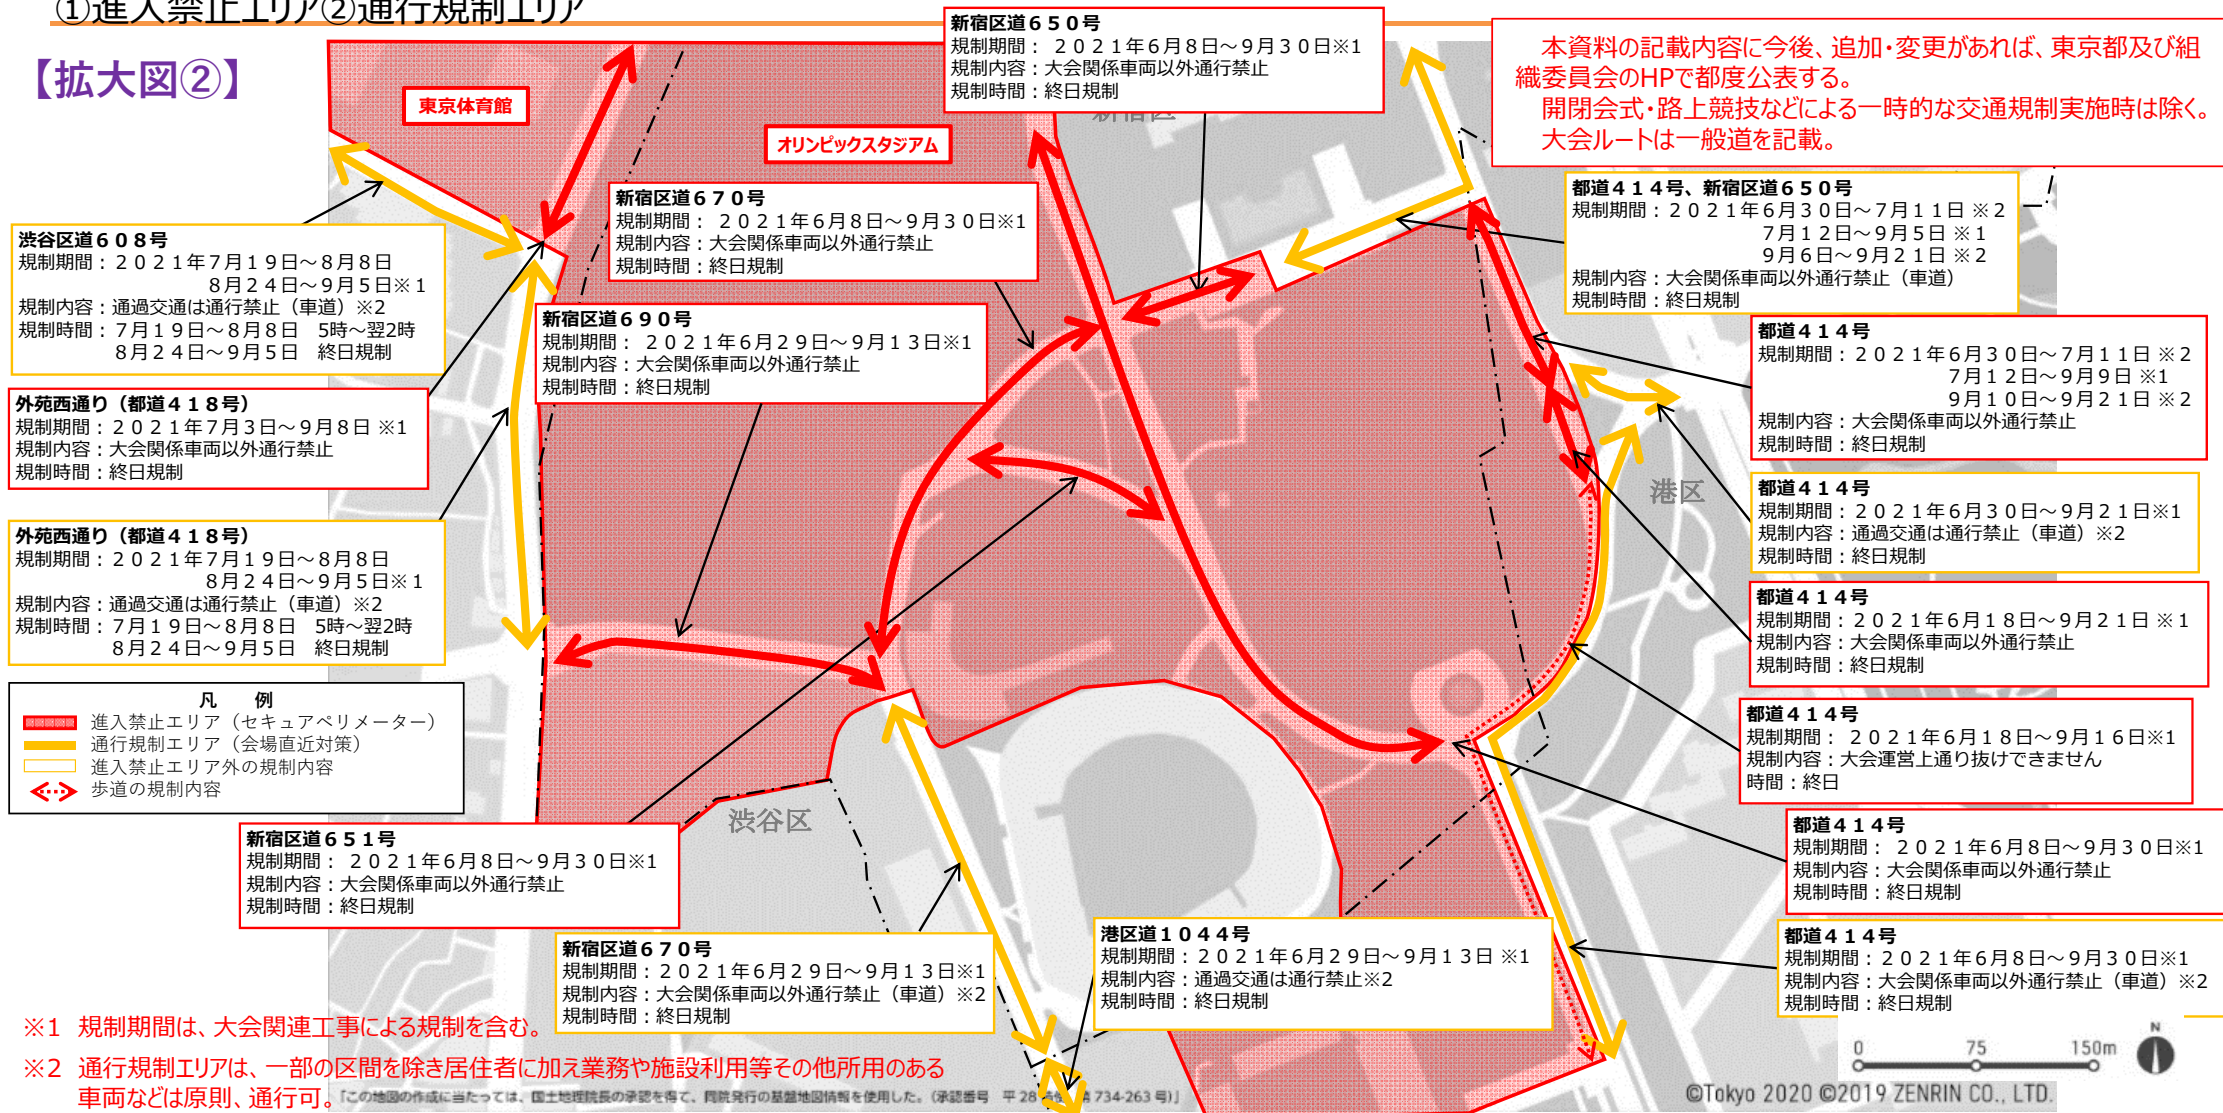 ①進入禁止エリア②通行規制エリア
【拡大図②】
本資料の記載内容に今後、追加・変更があれば、東京都及び組
織委員会のHPで都度公表する。
開閉会式・路上競技などによる一時的な交通規制実施時は除く。
大会ルートは一般道を記載。
東京体育館
オリンピックスタジアム
新宿区
新宿区道６５０号
規制期間： ２０２１年６月８日～９月３０日※１
規制内容：大会関係車両以外通行禁止
規制時間：終日規制
新宿区道６７０号
規制期間： ２０２１年６月８日～９月３０日※１
規制内容：大会関係車両以外通行禁止
規制時間：終日規制
都道４１４号、新宿区道６５０号
規制期間：２０２１年６月３０日～７月１１日 ※２
７月１２日～９月５日 ※１
９月６日～９月２１日 ※２
規制内容：大会関係車両以外通行禁止（車道）
規制時間：終日規制
渋谷区道６０８号
規制期間：２０２１年７月１９日～８月８日
８月２４日～９月５日※１
規制内容：通過交通は通行禁止（車道）※２
規制時間：７月１９日～８月８日　５時～翌2時
８月２４日～９月５日　終日規制
新宿区道６９０号
規制期間： ２０２１年６月２９日～９月１３日※１
規制内容：大会関係車両以外通行禁止
規制時間：終日規制
都道４１４号
規制期間：２０２１年６月３０日～７月１１日 ※２
７月１２日～９月９日 ※１
９月１０日～９月２１日 ※２
規制内容：大会関係車両以外通行禁止
規制時間：終日規制
外苑西通り（都道４１８号）
規制期間：２０２１年７月３日～９月８日 ※１
規制内容：大会関係車両以外通行禁止
規制時間：終日規制
港区
都道４１４号
規制期間：２０２１年６月３０日～９月２１日※１
規制内容：通過交通は通行禁止（車道）※２
規制時間：終日規制
外苑西通り（都道４１８号）
規制期間：２０２１年７月１９日～８月８日
８月２４日～９月５日※１
規制内容：通過交通は通行禁止（車道）※２
規制時間：７月１９日～８月８日　５時～翌2時
８月２４日～９月５日　終日規制
都道４１４号
規制期間：２０２１年６月１８日～９月２１日 ※１
規制内容：大会関係車両以外通行禁止
規制時間：終日規制
凡　例
進入禁止エリア（セキュアペリメーター）
通行規制エリア（会場直近対策）
進入禁止エリア外の規制内容
歩道の規制内容
都道４１４号
規制期間： ２０２１年６月１８日～９月１６日※１
規制内容：大会運営上通り抜けできません
時間：終日
渋谷区
都道４１４号
規制期間： ２０２１年６月８日～９月３０日※１
規制内容：大会関係車両以外通行禁止
規制時間：終日規制
新宿区道６５１号
規制期間： ２０２１年６月８日～９月３０日※１
規制内容：大会関係車両以外通行禁止
規制時間：終日規制
新宿区道６７０号
規制期間：２０２１年６月２９日～９月１３日※１
規制内容：大会関係車両以外通行禁止（車道）※２
規制時間：終日規制
港区道１０４４号
規制期間：２０２１年６月２９日～９月１３日 ※１
規制内容：通過交通は通行禁止※２
規制時間：終日規制
都道４１４号
規制期間：２０２１年６月８日～９月３０日※１
規制内容：大会関係車両以外通行禁止（車道）※２
規制時間：終日規制
※１ 規制期間は、大会関連工事による規制を含む。
※２ 通行規制エリアは、一部の区間を除き居住者に加え業務や施設利用等その他所用のある
車両などは原則、通行可。
「この地図の作成に当たっては、国土地理院長の承認を得て、同院発行の基盤地図情報を使用した。（承認番号 平 28 734-263 号）」
N
0 75 150m
©Tokyo 2020 ©2019 ZENRIN CO., LTD.